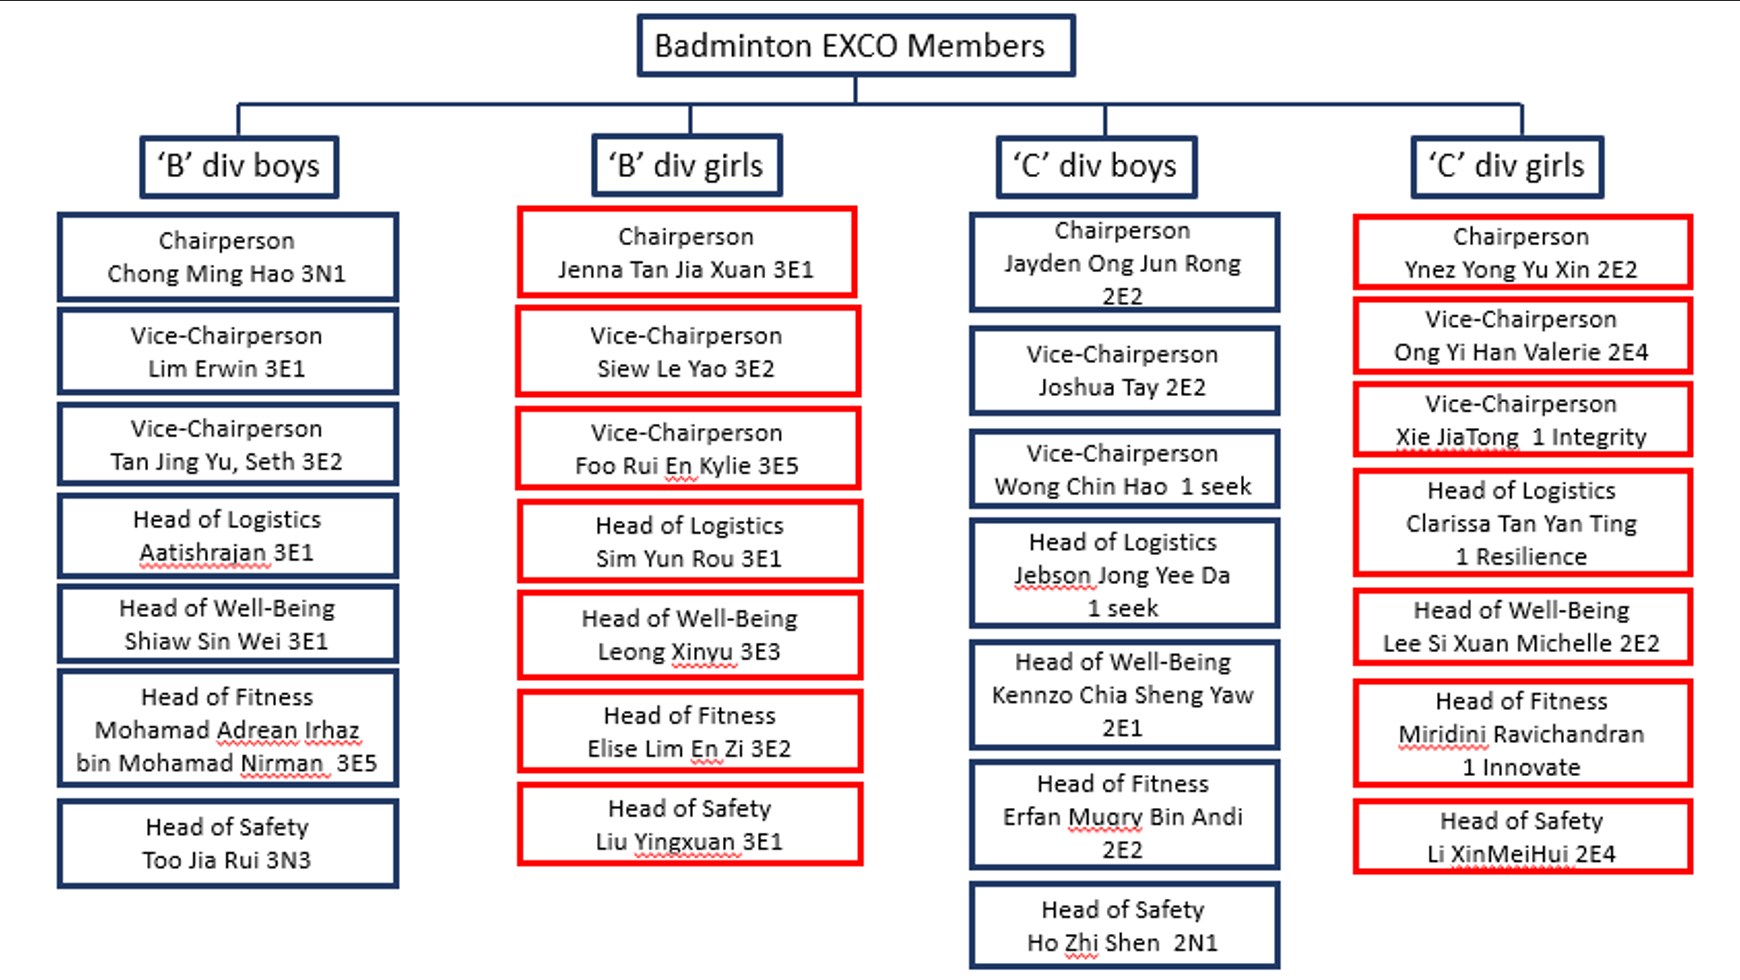 Badminton EXCO Members
‘B’ div boys
Chairperson
Chong Ming Hao 3N1
Vice-Chairperson
Lim Erwin 3E1
Vice-Chairperson
Tan Jing Yu, Seth 3E2
Head of Logistics
Aatishrajan 3E1
Head of Well-Being
Shiaw Sin Wei 3E1
Head of Fitness
Mohamad Adrean Irhaz
bin Mohamad Nirman 3E5
Head of Safety
Too Jia Rui 3N3
‘B’ div girls
Chairperson
Jenna Tan Jia Xuan 3E1
Vice-Chairperson
Siew Le Yao 3E2
Vice-Chairperson
Foo Rui En Kylie 3E5
Head of Logistics
Sim Yun Rou 3E1
Head of Well-Being
Leong Xinyu 3E3
Head of Fitness
Elise Lim En Zi 3E2
Head of Safety
Liu Yingxuan 3E1
‘C’ div boys
Chairperson
Jayden Ong Jun Rong
2E2
Vice-Chairperson
Joshua Tay 2E2
Vice-Chairperson
Wong Chin Hao 1 seek
Head of Logistics
Jebson Jong Yee Da
1 seek
Head of Well-Being
Kennzo Chia Sheng Yaw
2E1
Head of Fitness
Erfan Muqry Bin Andi
2E2
Head of Safety
Ho Zhi Shen 2N1
‘C’ div girls
Chairperson
Ynez Yong Yu Xin 2E2
Vice-Chairperson
Ong Yi Han Valerie 2E4
Vice-Chairperson
Xie JiaTong 1 Integrity
Head of Logistics
Clarissa Tan Yan Ting
1 Resilience
Head of Well-Being
Lee Si Xuan Michelle 2E2
Head of Fitness
Miridini Ravichandran
1 Innovate
Head of Safety
Li XinMeiHui 2E4